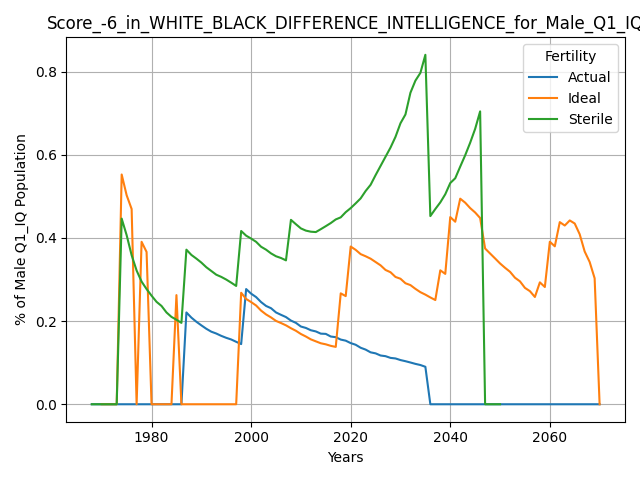 Score_-6_in_WHITE_BLACK_DIFFERENCE_INTELLIGENCE_for_Male_Q1_IQ
Fertility
Actual
Ideal
Sterile
% of Male Q1_IQ Population
0.8
0.6
0.4
0.2
0.0
1980 2000 2020 2040 2060
Years